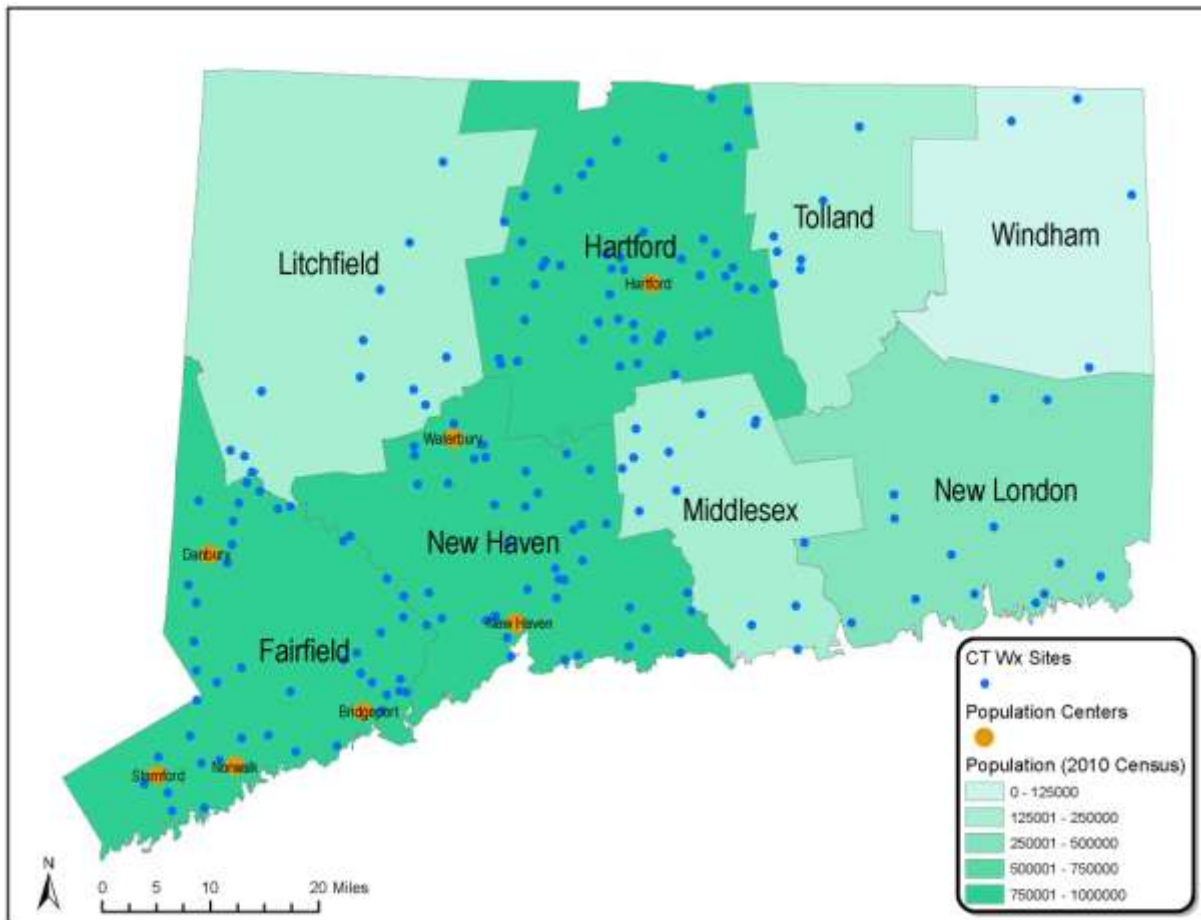 Tolland
Windham
Hartford
Litchfield
Hartford
Waterbury
New London
Middlesex
New Haven
Danbury
New Haven
Fairfield
Bridgeport
Norwalk
Stamford
CT Wx Sites
Population Centers
Population (2010 Census)
0 - 125000
125001 - 250000
250001 - 500000
500001 - 750000
750001 - 1000000
N
0 5 10 20 Miles